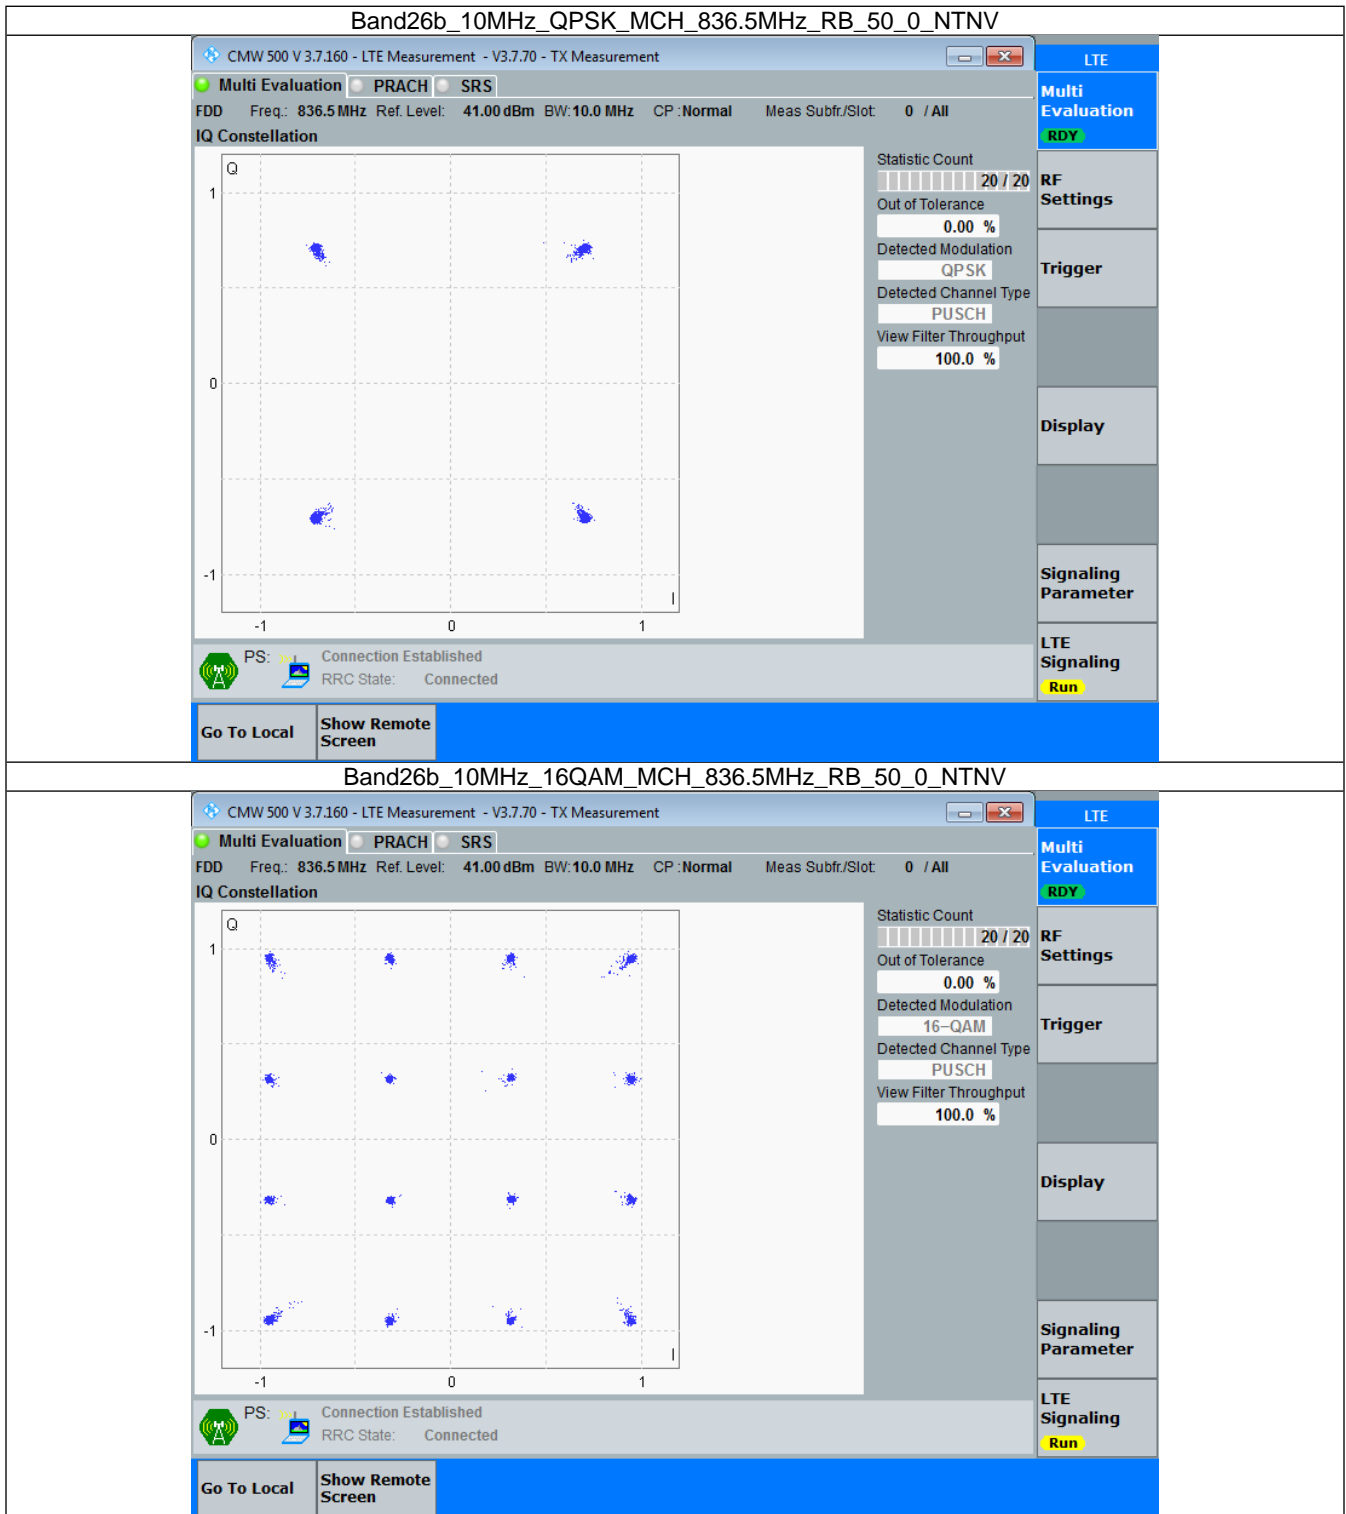 Band26b_10MHz_QPSK_MCH_836.5MHz_RB_50_0_NTNV
CMW 500 V 3.7.160 - LTE Measurement - V3.7.70 - TX Measurement
LTE
Multi Evaluation PRACH SRS
FDD Freq.: 836.5 MHz Ref. Level: 41.00 dBm BW: 10.0 MHz CP : Normal Meas Subfr./Slot: 0 / All
IQ Constellation
Q
1
0
-1
I
-1 0 1
Statistic Count
20 / 20
Out of Tolerance
0.00 %
Detected Modulation
QPSK
Detected Channel Type
PUSCH
View Filter Throughput
100.0 %
Multi
Evaluation
RDY
RF
Settings
Trigger
Display
Signaling
Parameter
LTE
Signaling
Run
PS: Connection Established
RRC State: Connected
Go To Local
Show Remote
Screen
Band26b_10MHz_16QAM_MCH_836.5MHz_RB_50_0_NTNV
CMW 500 V 3.7.160 - LTE Measurement - V3.7.70 - TX Measurement
LTE
Multi Evaluation PRACH SRS
FDD Freq.: 836.5 MHz Ref. Level: 41.00 dBm BW: 10.0 MHz CP : Normal Meas Subfr./Slot: 0 / All
IQ Constellation
Q
1
0
-1
I
-1 0 1
Statistic Count
20 / 20
Out of Tolerance
0.00 %
Detected Modulation
16-QAM
Detected Channel Type
PUSCH
View Filter Throughput
100.0 %
Multi
Evaluation
RDY
RF
Settings
Trigger
Display
Signaling
Parameter
LTE
Signaling
Run
PS: Connection Established
RRC State: Connected
Go To Local
Show Remote
Screen